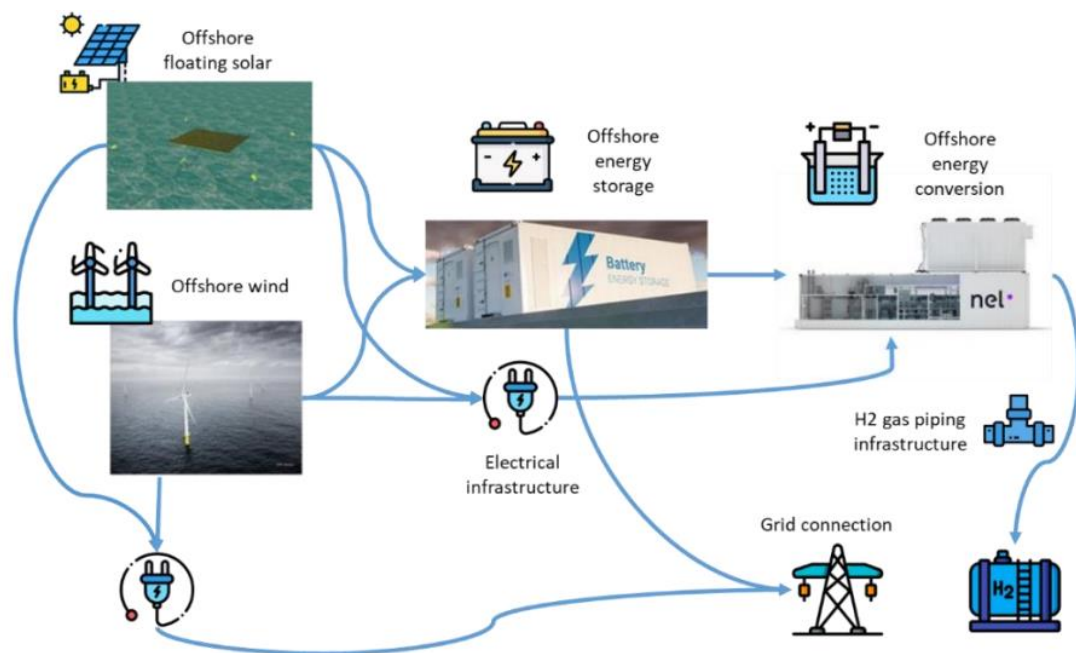 Offshore
floating solar
Offshore
energy
storage
Offshore
energy
conversion
Offshore wind
Battery
ENERGY STORAGE
nel
H2 gas piping
infrastructure
Electrical
infrastructure
Grid connection
H2